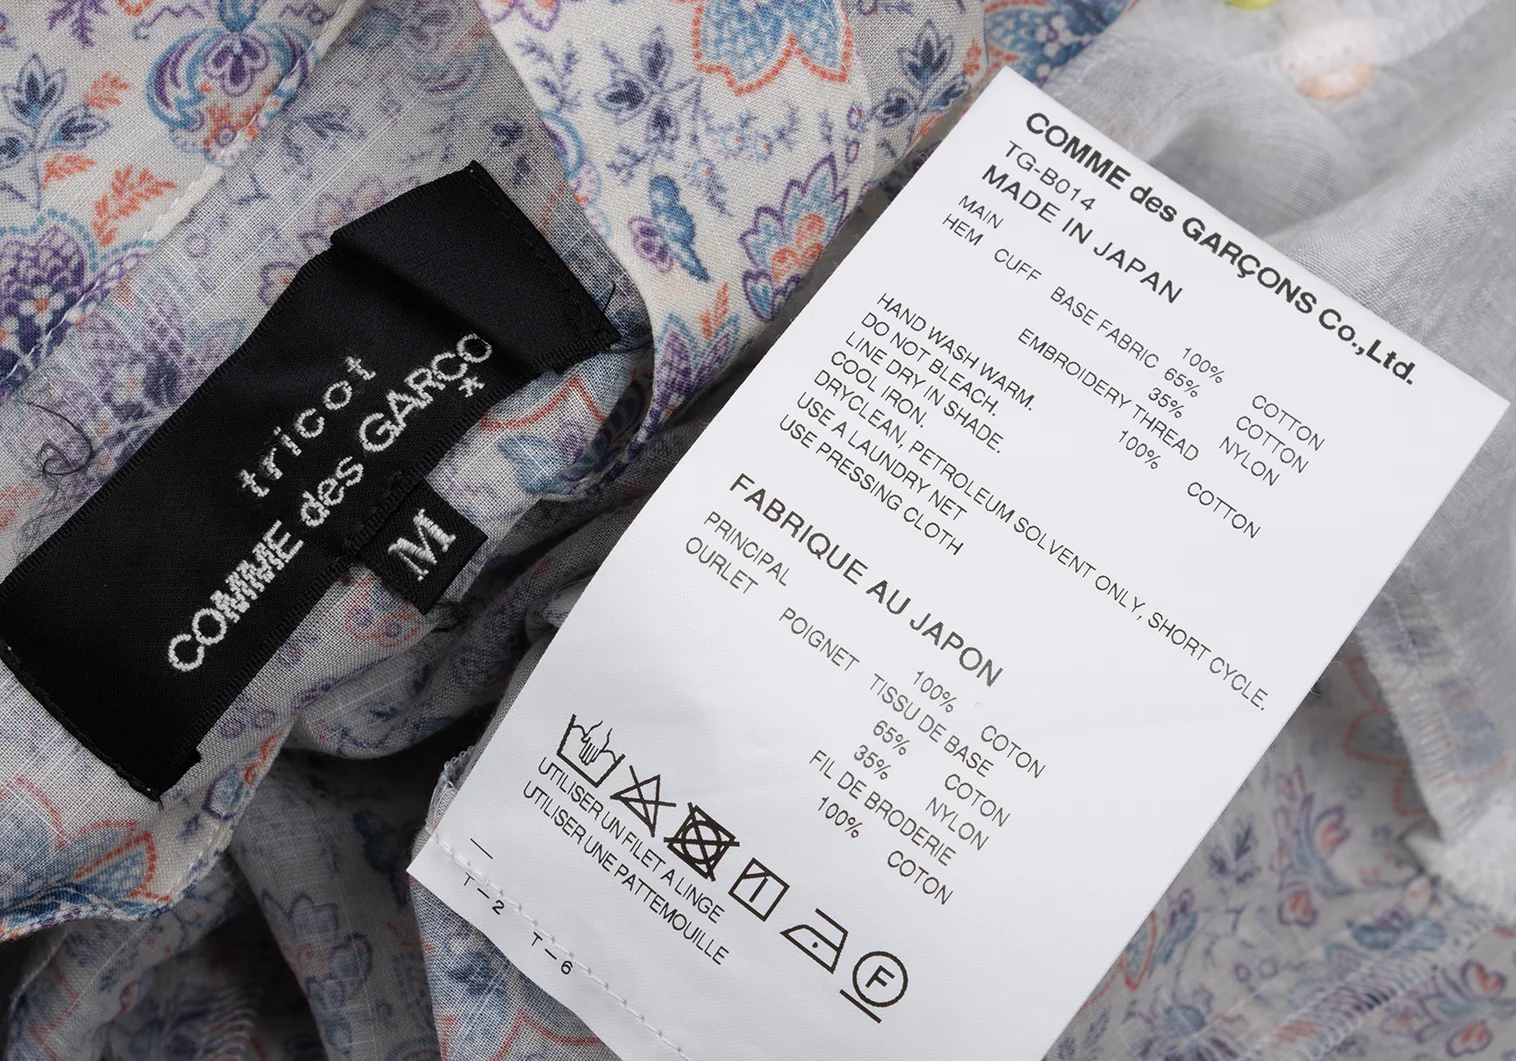 tricot
COMME des GARÇO
M
COMME des GARÇONS Co.,Ltd.
TG-B014
MADE IN JAPAN
MAIN 100% COTTON
HEM CUFF BASE FABRIC 65% COTTON
35% NYLON
EMBROIDERY THREAD
100% COTTON
HAND WASH WARM.
DO NOT BLEACH.
LINE DRY IN SHADE.
COOL IRON.
DRYCLEAN, PETROLEUM SOLVENT ONLY, SHORT CYCLE.
USE A LAUNDRY NET
USE PRESSING CLOTH
FABRIQUE AU JAPON
PRINCIPAL 100% COTON
OURLET POIGNET TISSU DE BASE
65% COTON
35% NYLON
FIL DE BRODERIE
100% COTON
F
UTILISER UN FILET A LINGE
UTILISER UNE PATTEMOUILLE
T — 2
T — 6